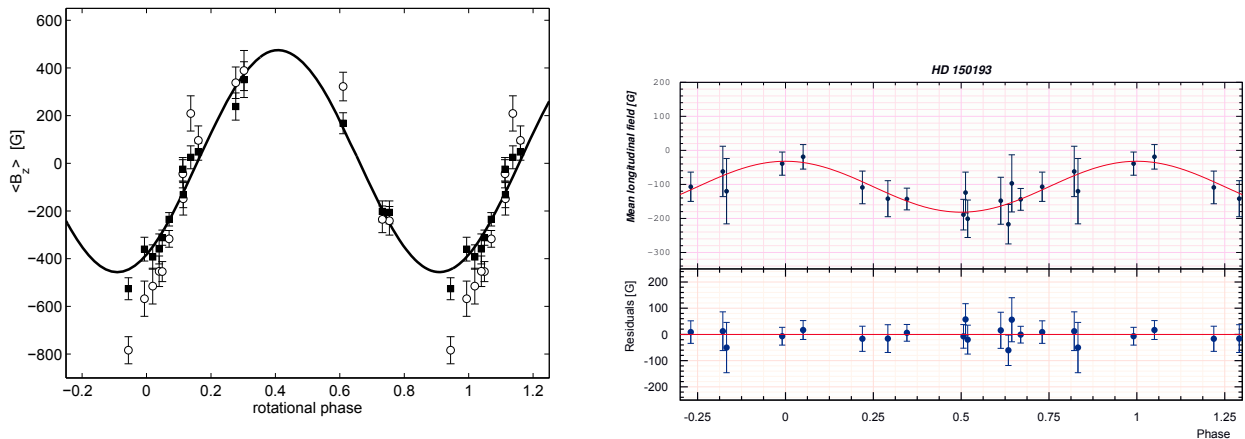 600
400
200
0
−200
−400
−600
−800
<B_z> [G]
−0.2 0 0.2 0.4 0.6 0.8 1 1.2
rotational phase
HD 150193
200
100
0
−100
−200
−300
Mean longitudinal field [G]
200
100
0
-100
-200
Residuals [G]
-0.25 0 0.25 0.5 0.75 1 1.25
Phase